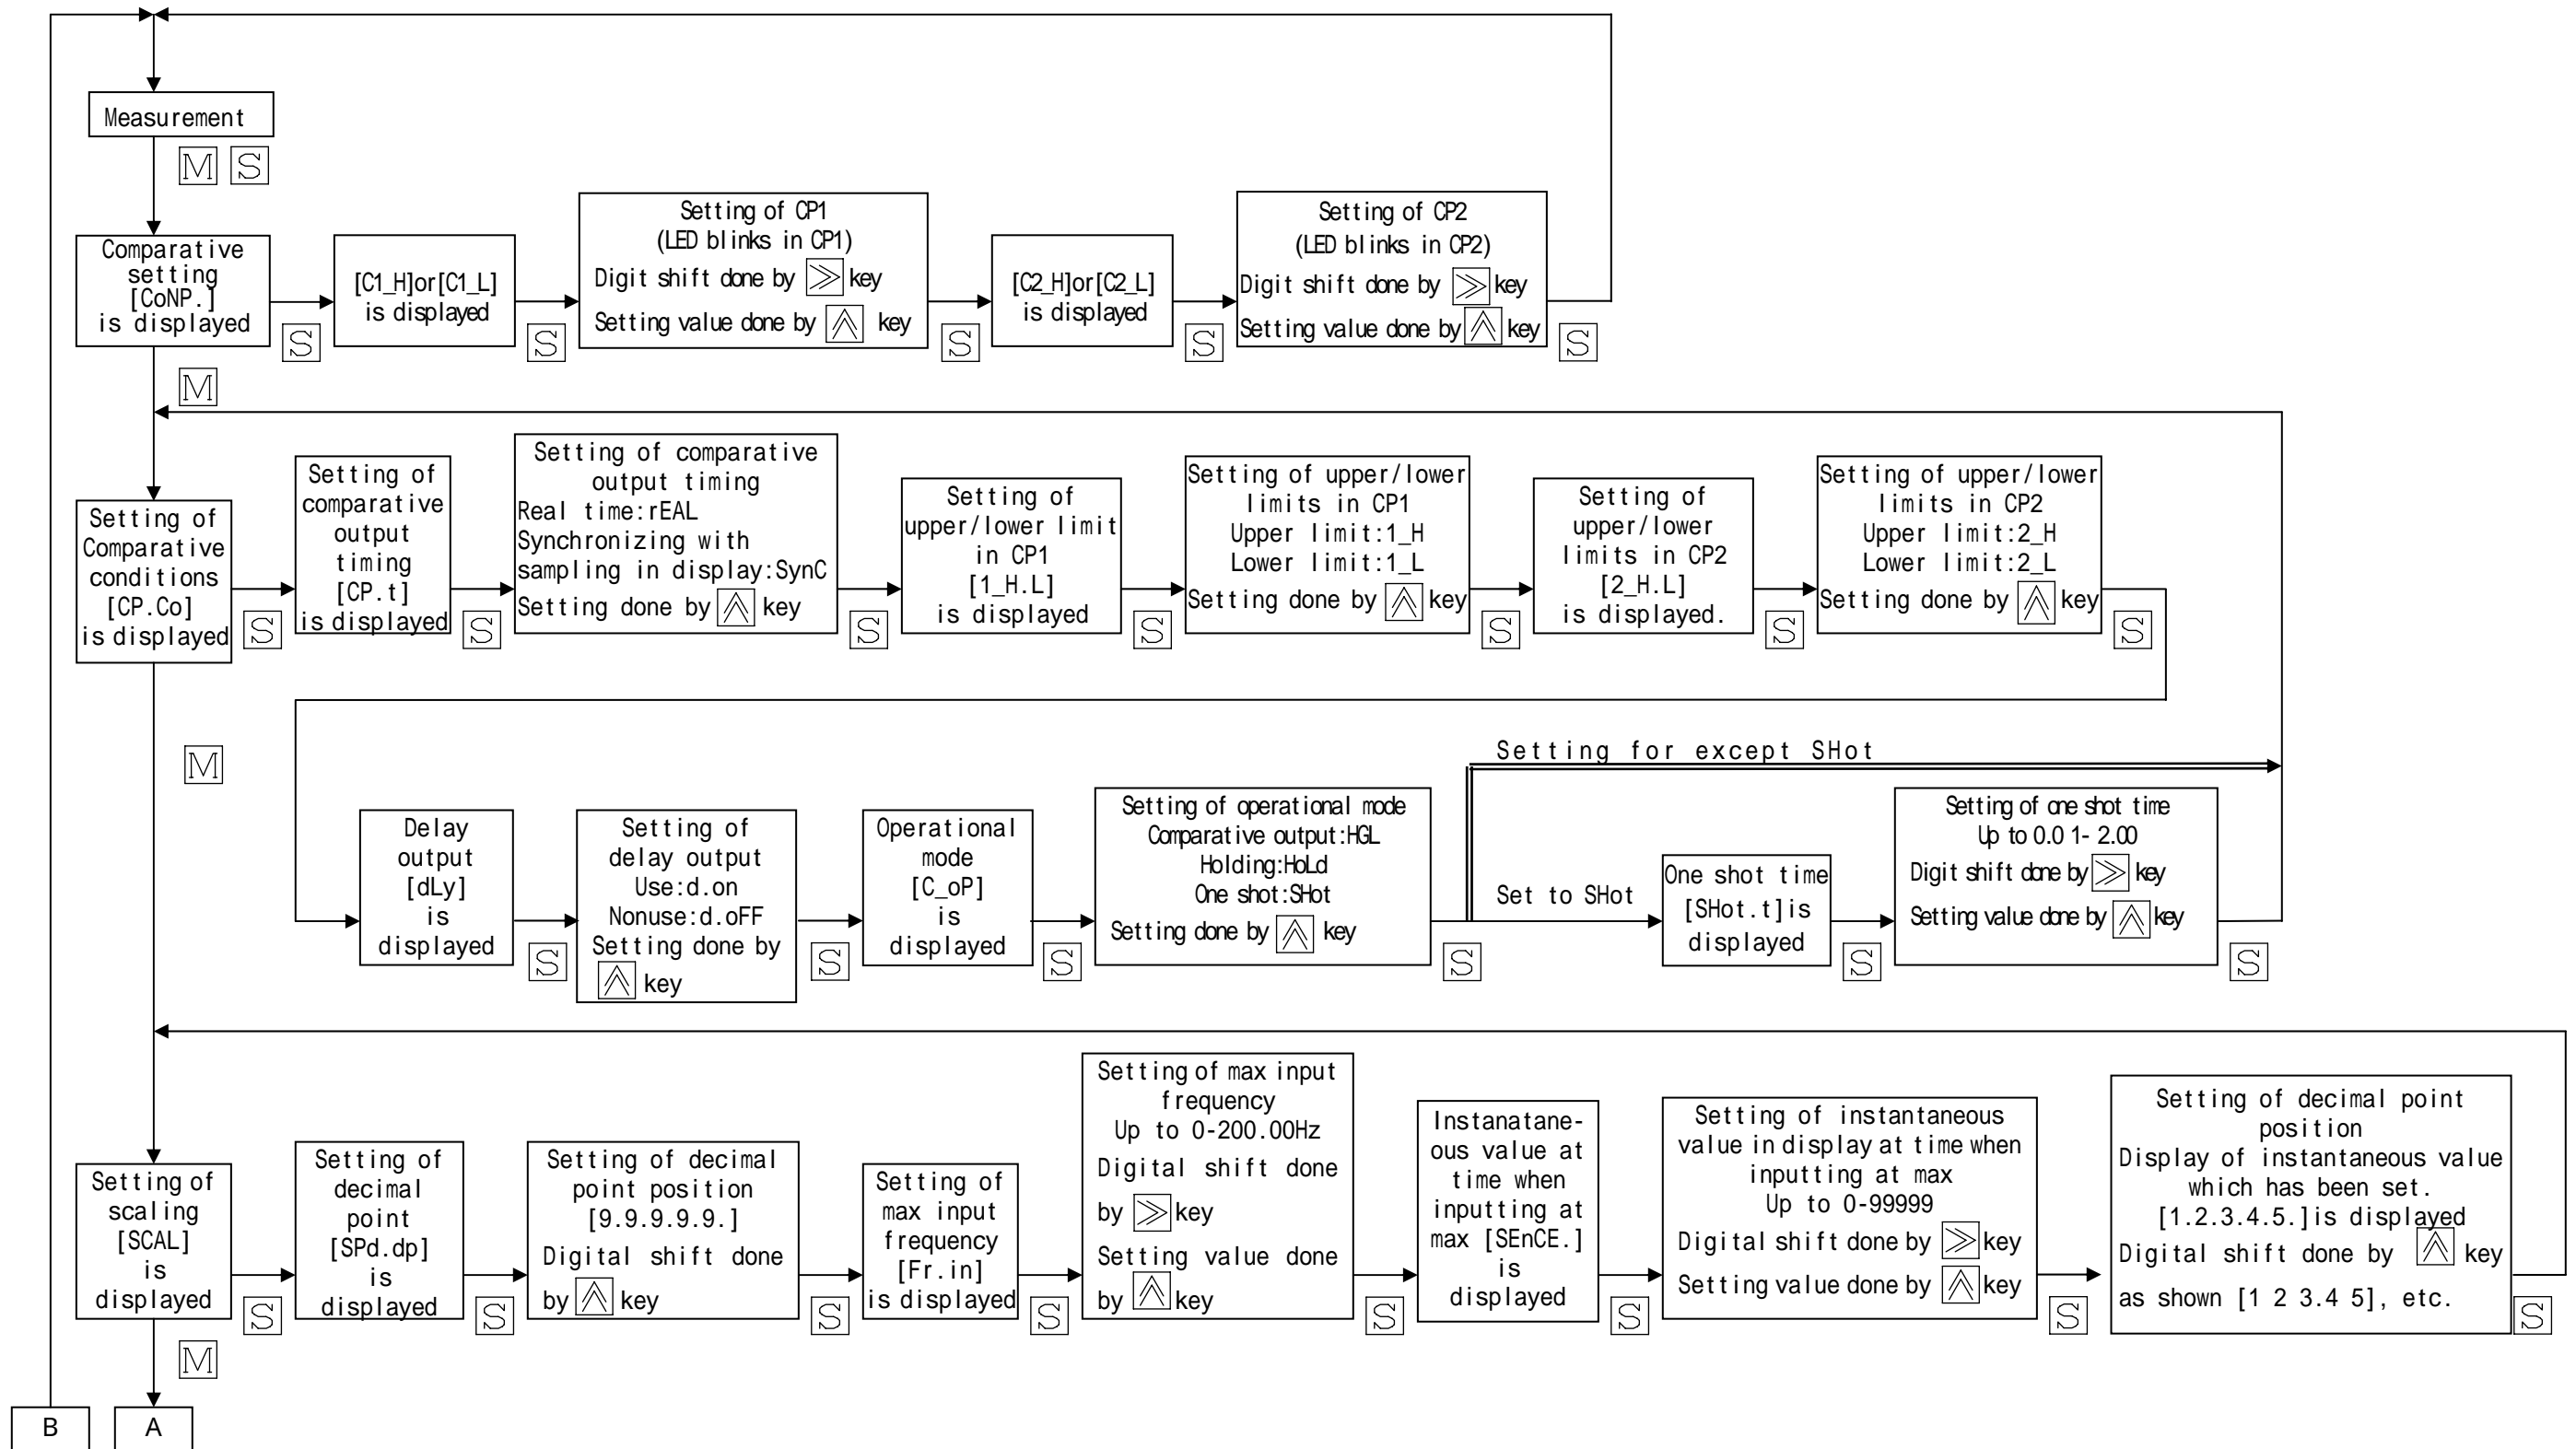 Measurement
M S
Comparative
setting
[CoNP.]
is displayed
S
[C1_H]or[C1_L]
is displayed
S
Setting of CP1
(LED blinks in CP1)
Digit shift done by ≫ key
Setting value done by ︽ key
S
[C2_H]or[C2_L]
is displayed
S
Setting of CP2
(LED blinks in CP2)
Digit shift done by ≫ key
Setting value done by ︽ key
S
M
Setting of
Comparative
conditions
[CP.Co]
is displayed
S
Setting of
comparative
output
timing
[CP.t]
is displayed
S
Setting of comparative
output timing
Real time:rEAL
Synchronizing with
sampling in display:SynC
Setting done by ︽ key
S
Setting of
upper/lower limit
in CP1
[1_H.L]
is displayed
S
Setting of upper/lower
limits in CP1
Upper limit:1_H
Lower limit:1_L
Setting done by ︽ key
S
Setting of
upper/lower
limits in CP2
[2_H.L]
is displayed.
S
Setting of upper/lower
limits in CP2
Upper limit:2_H
Lower limit:2_L
Setting done by ︽ key
S
M
Delay
output
[dLy]
is
displayed
S
Setting of
delay output
Use:d.on
Nonuse:d.oFF
Setting done by
︽ key
S
Operational
mode
[C_oP]
is
displayed
S
Setting of operational mode
Comparative output:HGL
Holding:HoLd
One shot:SHot
Setting done by ︽ key
S
Setting for except SHot
Set to SHot
One shot time
[SHot.t]is
displayed
S
Setting of one shot time
Up to 0.01-2.00
Digit shift done by ≫ key
Setting value done by ︽ key
S
Setting of
scaling
[SCAL]
is
displayed
S
Setting of
decimal
point
[SPd.dp]
is
displayed
S
Setting of decimal
point position
[9.9.9.9.9.]
Digital shift done
by ︽ key
S
Setting of
max input
frequency
[Fr.in]
is displayed
S
Setting of max input
frequency
Up to 0-200.00Hz
Digital shift done
by ≫ key
Setting value done
by ︽ key
S
Instanatane-
ous value at
time when
inputting at
max [SEnCE.]
is
displayed
S
Setting of instantaneous
value in display at time when
inputting at max
Up to 0-99999
Digital shift done by ≫ key
Setting value done by ︽ key
S
Setting of decimal point
position
Display of instantaneous value
which has been set.
[1.2.3.4.5.]is displayed
Digital shift done by ︽ key
as shown [1 2 3.4 5], etc.
S
M
B
A